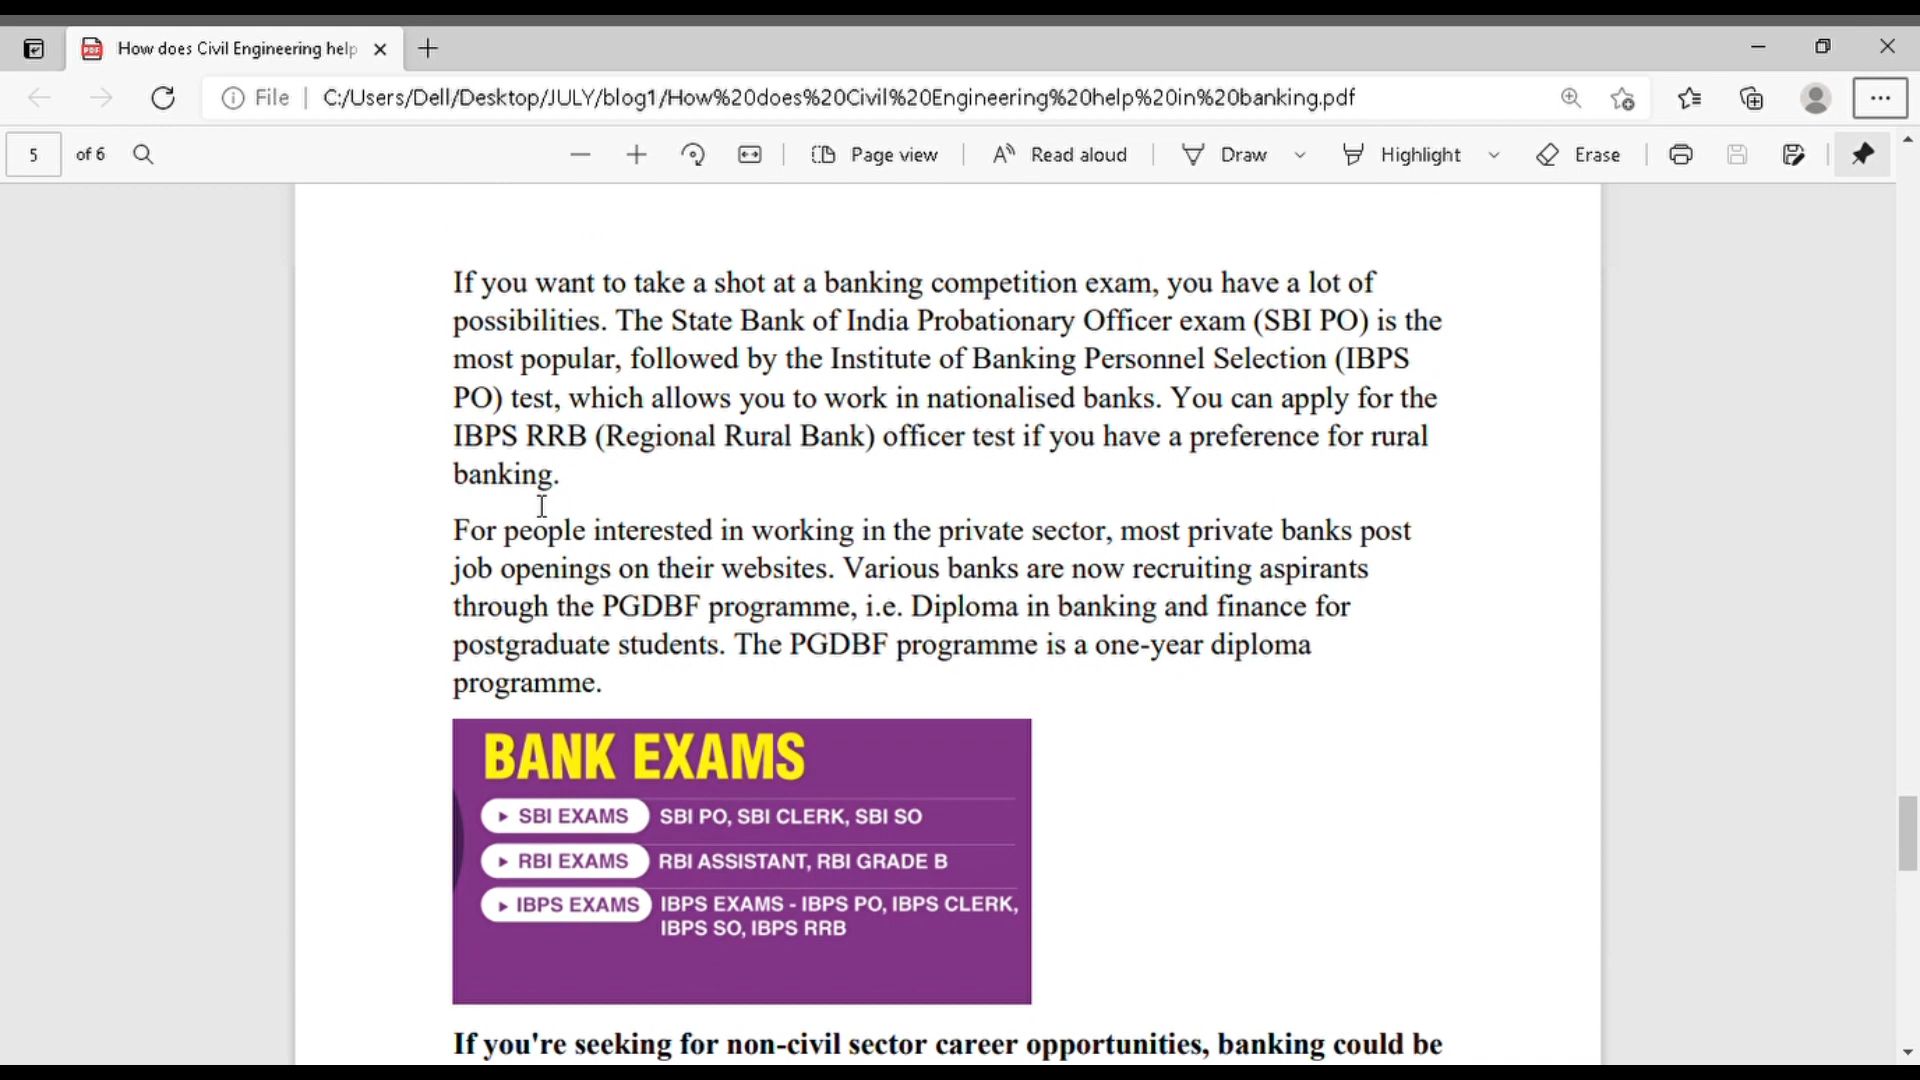 How does Civil Engineering help
File
C:/Users/Dell/Desktop/JULY/blog1/How%20does%20Civil%20Engineering%20help%20in%20banking.pdf
5 of 6
Page view
Read aloud
Draw
Highlight
Erase
If you want to take a shot at a banking competition exam, you have a lot of
possibilities. The State Bank of India Probationary Officer exam (SBI PO) is the
most popular, followed by the Institute of Banking Personnel Selection (IBPS
PO) test, which allows you to work in nationalised banks. You can apply for the
IBPS RRB (Regional Rural Bank) officer test if you have a preference for rural
banking.
For people interested in working in the private sector, most private banks post
job openings on their websites. Various banks are now recruiting aspirants
through the PGDBF programme, i.e. Diploma in banking and finance for
postgraduate students. The PGDBF programme is a one-year diploma
programme.
BANK EXAMS
SBI EXAMS SBI PO, SBI CLERK, SBI SO
RBI EXAMS RBI ASSISTANT, RBI GRADE B
IBPS EXAMS IBPS EXAMS - IBPS PO, IBPS CLERK,
IBPS SO, IBPS RRB
If you're seeking for non-civil sector career opportunities, banking could be